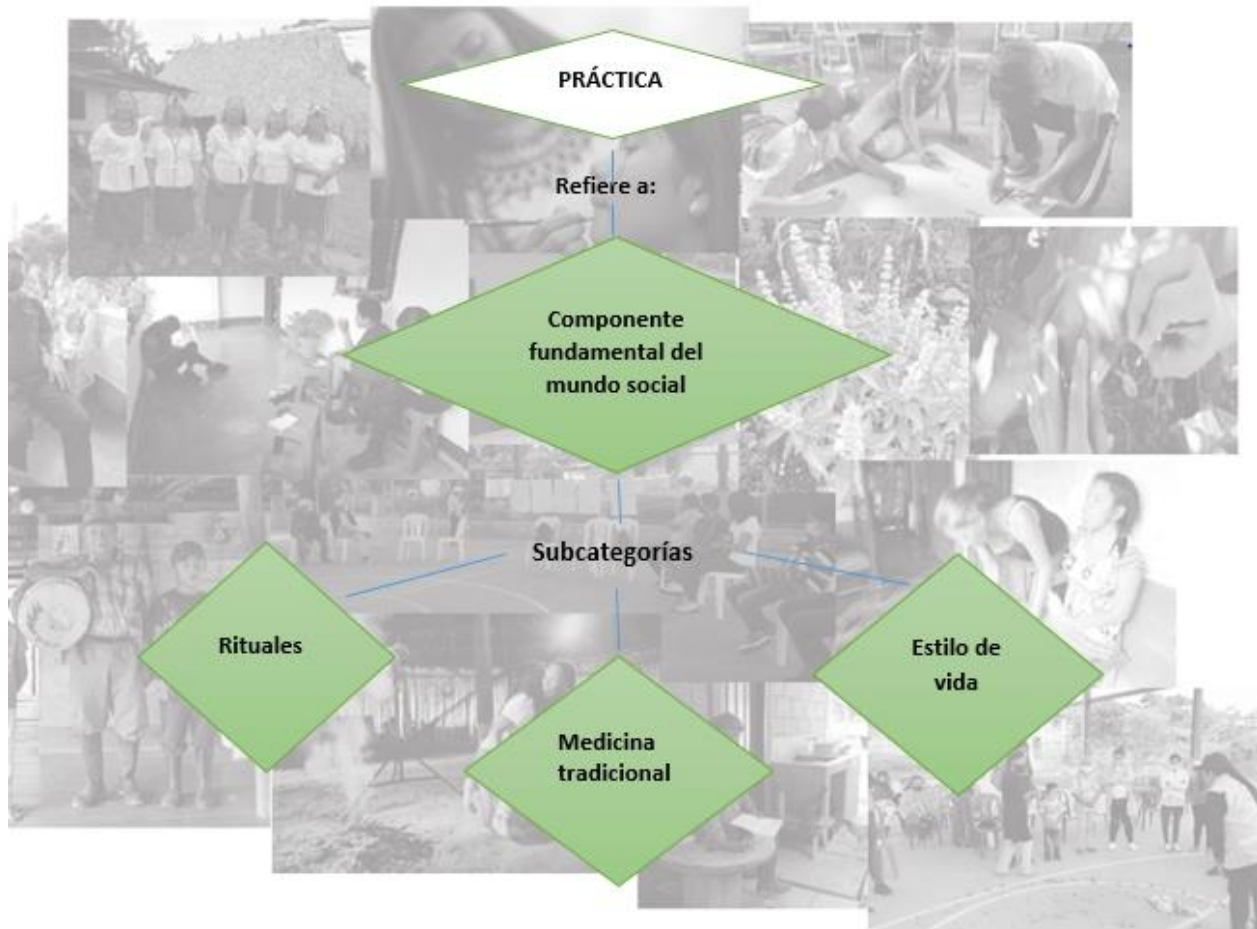 PRÁCTICA
Refiere a:
Componente
fundamental del
mundo social
Subcategorías
Rituales
Estilo de
vida
Medicina
tradicional